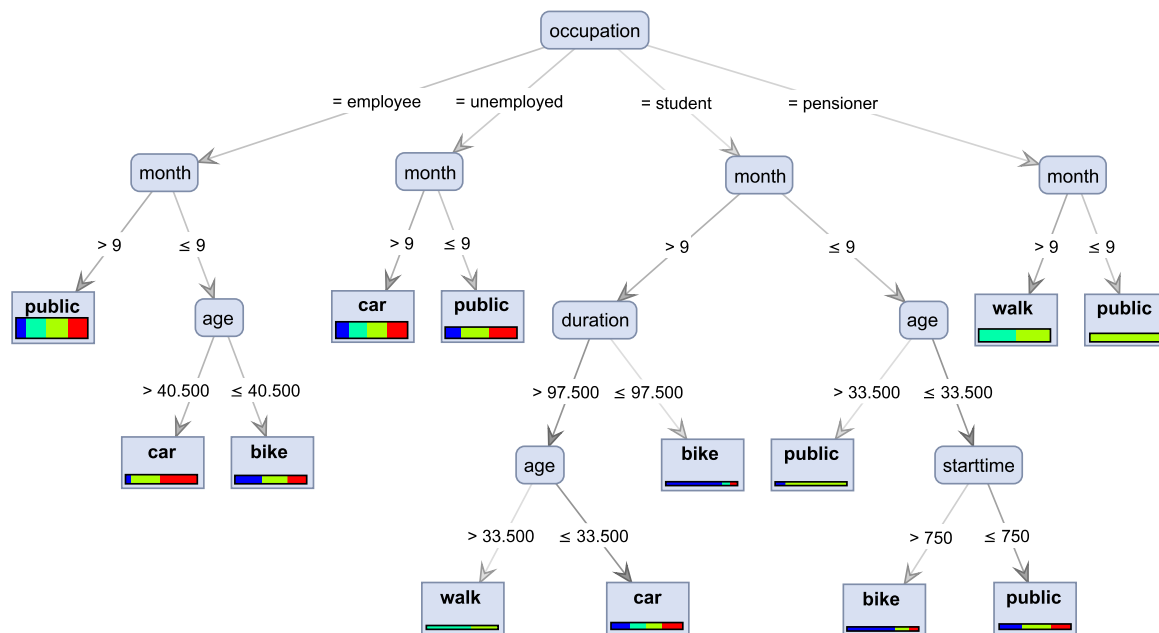 occupation
= employee
= unemployed
= student
= pensioner
month
month
month
month
> 9
≤ 9
> 9
≤ 9
> 9
≤ 9
> 9
≤ 9
public
age
car
public
duration
age
walk
public
> 40.500
≤ 40.500
> 97.500
≤ 97.500
> 33.500
≤ 33.500
car
bike
age
bike
public
starttime
> 33.500
≤ 33.500
> 750
≤ 750
walk
car
bike
public